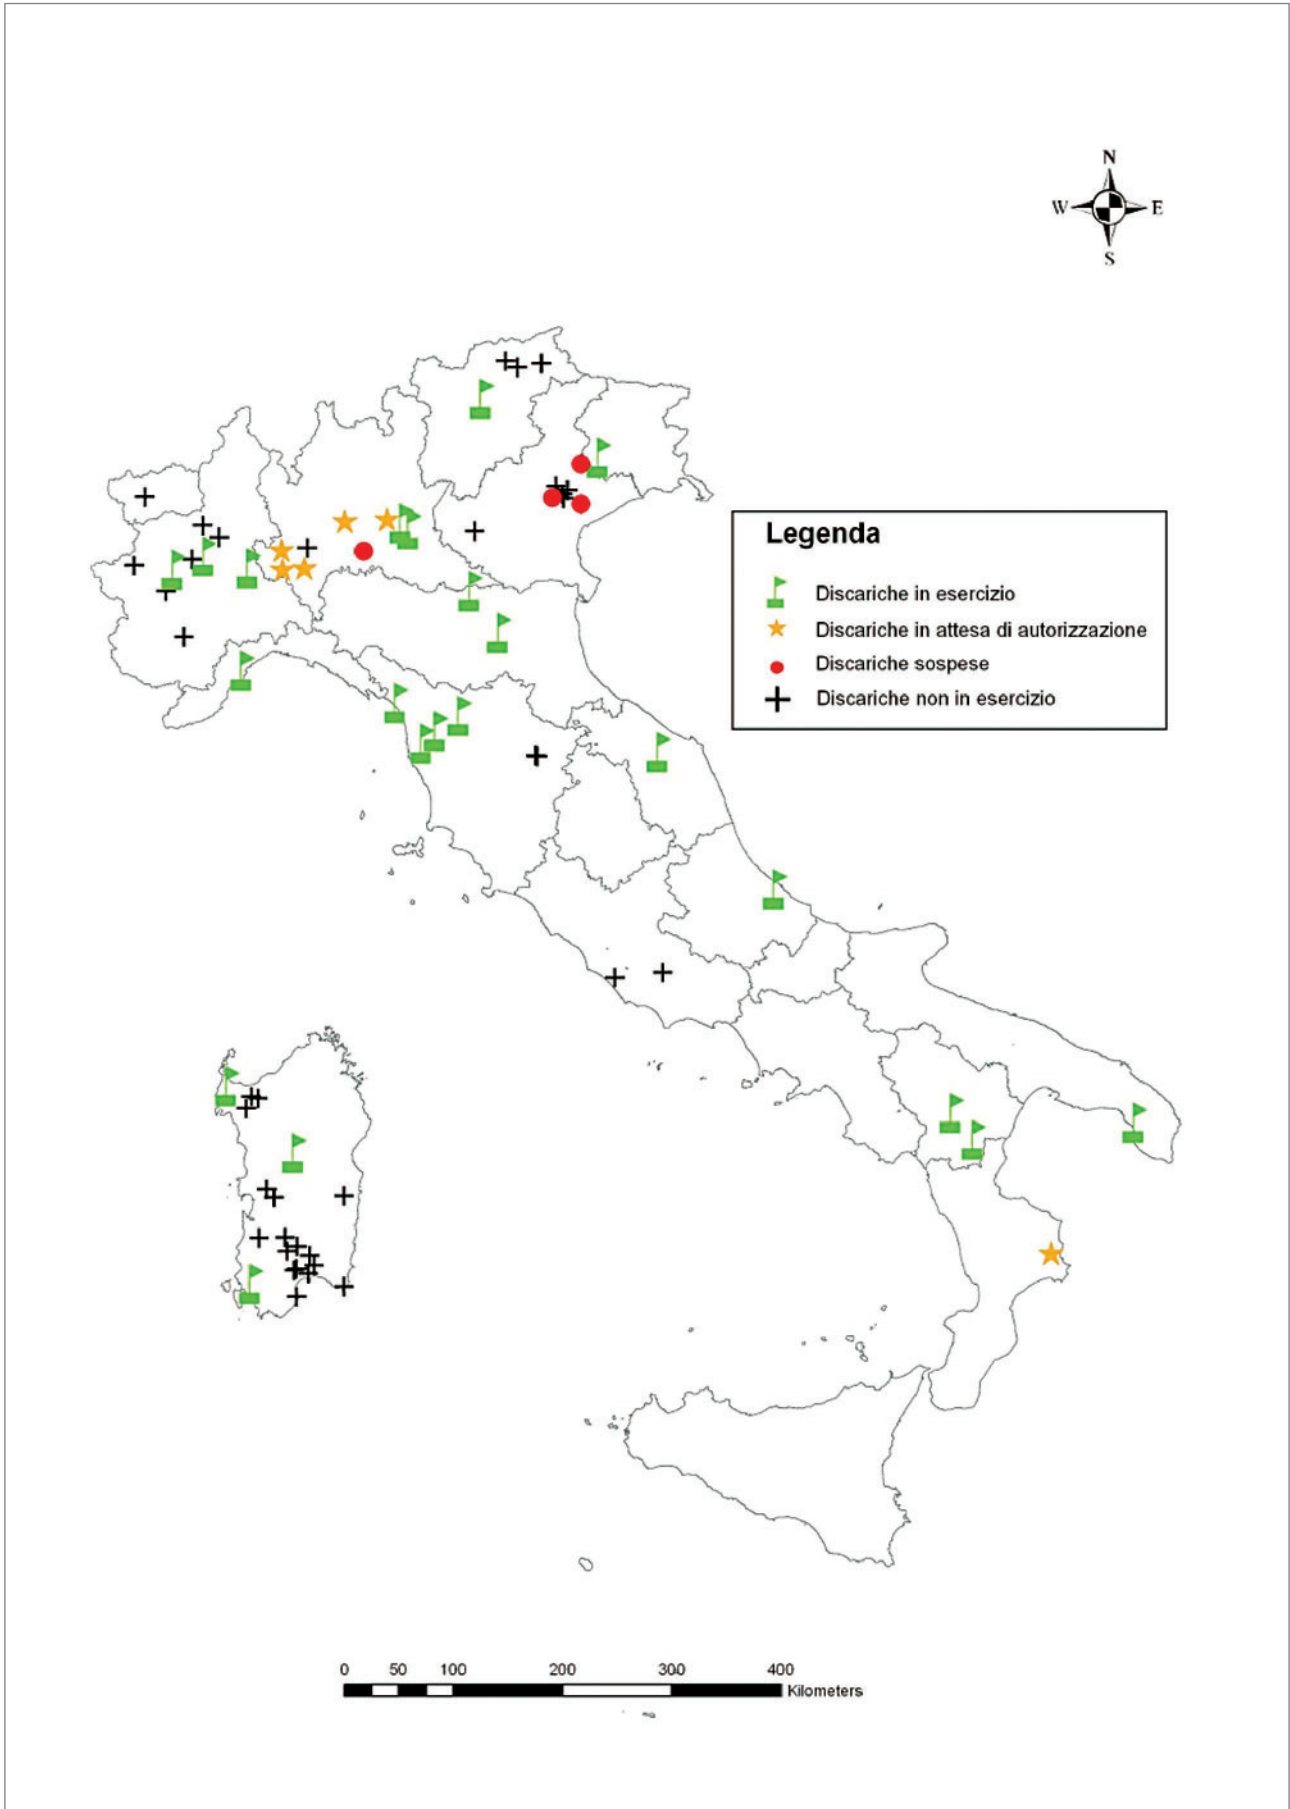 N
W E
S
Legenda
Discariche in esercizio
Discariche in attesa di autorizzazione
Discariche sospese
Discariche non in esercizio
0 50 100 200 300 400
Kilometers